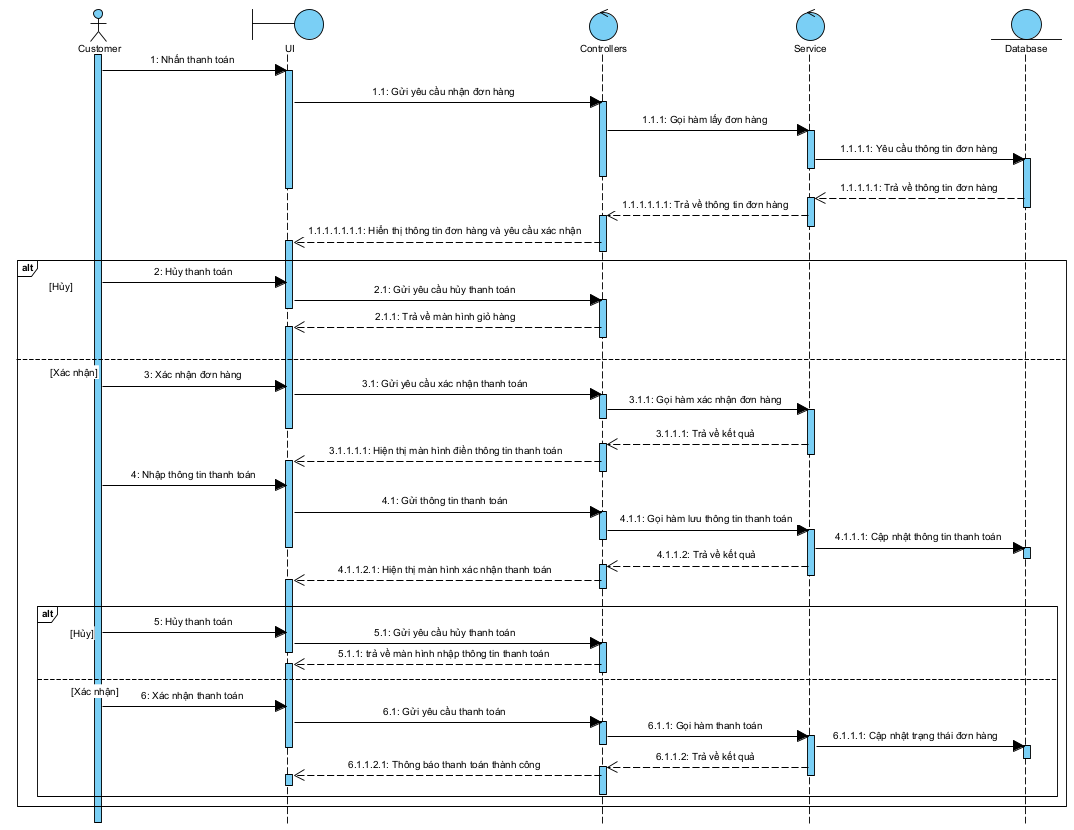 Customer
UI
Controllers
Service
Database
1: Nhấn thanh toán
1.1: Gửi yêu cầu nhận đơn hàng
1.1.1: Gọi hàm lấy đơn hàng
1.1.1.1: Yêu cầu thông tin đơn hàng
1.1.1.1.1: Trả về thông tin đơn hàng
1.1.1.1.1.1: Trả về thông tin đơn hàng
1.1.1.1.1.1.1: Hiển thị thông tin đơn hàng và yêu cầu xác nhận
alt
2: Hủy thanh toán
[Hủy]
2.1: Gửi yêu cầu hủy thanh toán
2.1.1: Trả về màn hình giỏ hàng
[Xác nhận]
3: Xác nhận đơn hàng
3.1: Gửi yêu cầu xác nhận thanh toán
3.1.1: Gọi hàm xác nhận đơn hàng
3.1.1.1: Trả về kết quả
3.1.1.1.1: Hiện thị màn hình điền thông tin thanh toán
4: Nhập thông tin thanh toán
4.1: Gửi thông tin thanh toán
4.1.1: Gọi hàm lưu thông tin thanh toán
4.1.1.1: Cập nhật thông tin thanh toán
4.1.1.2: Trả về kết quả
4.1.1.2.1: Hiện thị màn hình xác nhận thanh toán
alt
5: Hủy thanh toán
[Hủy]
5.1: Gửi yêu cầu hủy thanh toán
5.1.1: trả về màn hình nhập thông tin thanh toán
[Xác nhận]
6: Xác nhận thanh toán
6.1: Gửi yêu cầu thanh toán
6.1.1: Gọi hàm thanh toán
6.1.1.1: Cập nhật trạng thái đơn hàng
6.1.1.2: Trả về kết quả
6.1.1.2.1: Thông báo thanh toán thành công